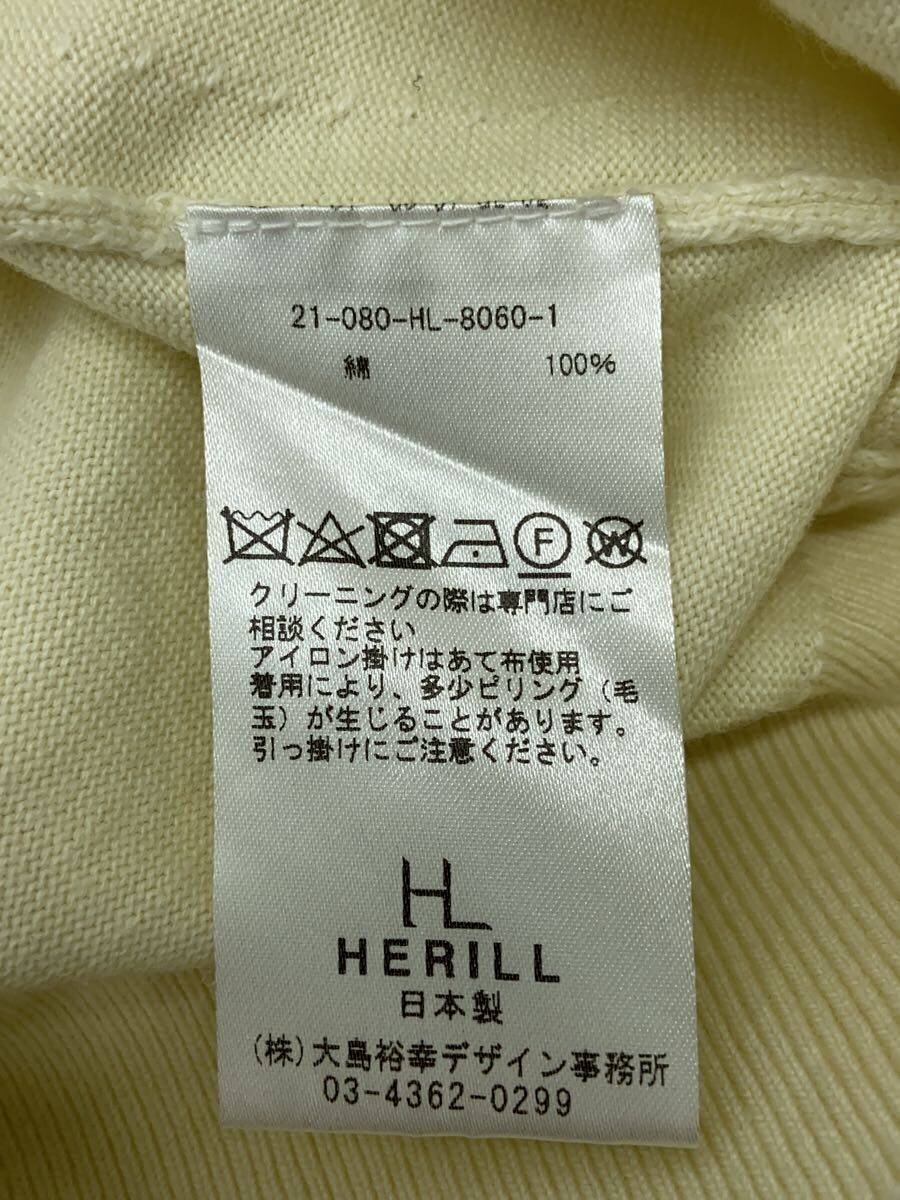 21-080-HL-8060-1
綿 100%
F W
クリーニングの際は専門店にご
相談ください
アイロン掛けはあて布使用
着用により、多少ピリング（毛
玉）が生じることがあります。
引っ掛けにご注意ください。
HL
HERILL
日本製
(株)大島裕幸デザイン事務所
03-4362-0299